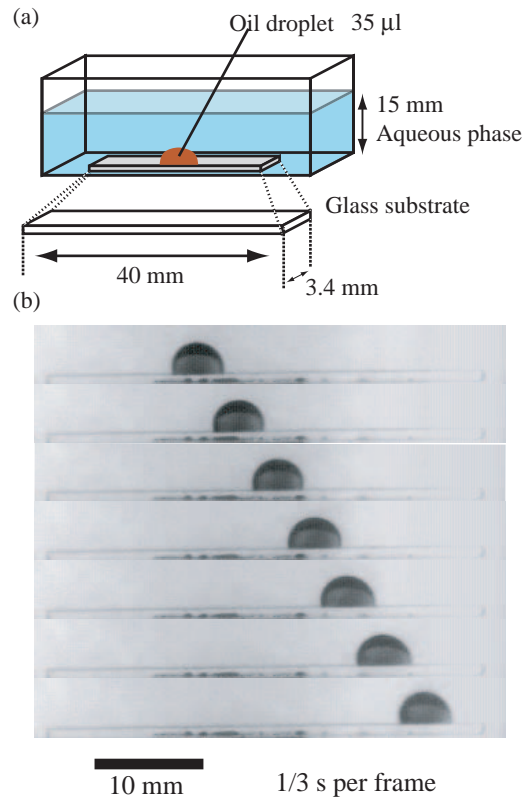 (a)
Oil droplet 35 μl
15 mm
Aqueous phase
Glass substrate
40 mm
3.4 mm
(b)
10 mm
1/3 s per frame